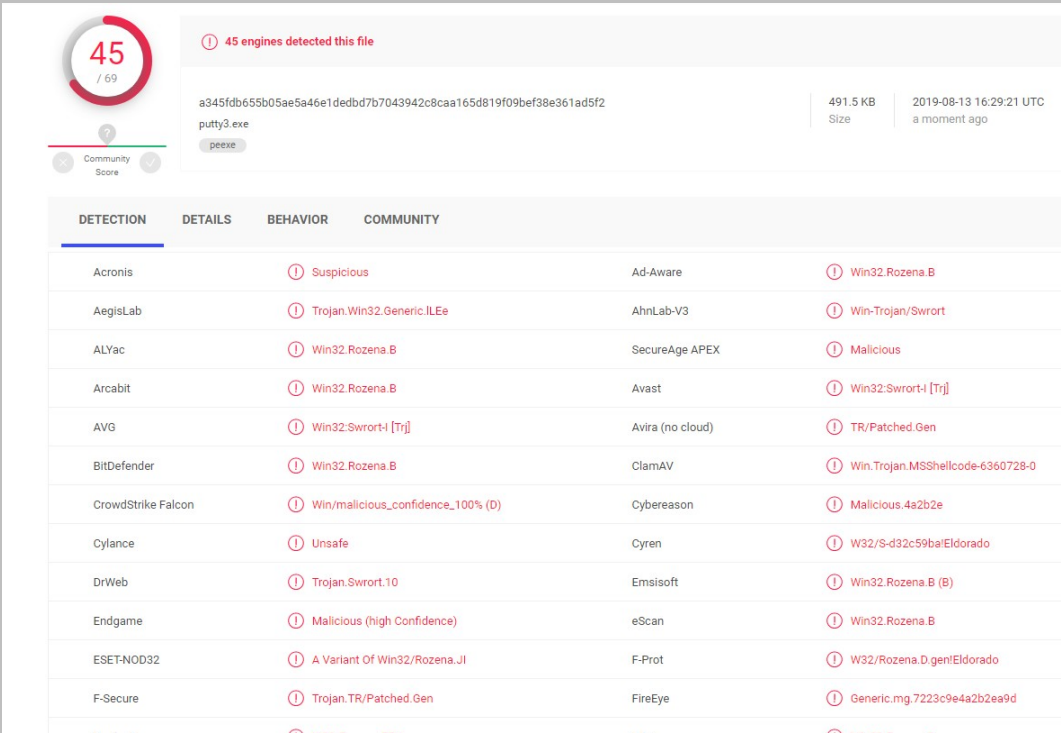 45
/ 69
45 engines detected this file
a345fdb655b05ae5a46e1dedbd7b7043942c8caa165d819f09bef38e361ad5f2
putty3.exe
peexe
491.5 KB
Size
2019-08-13 16:29:21 UTC
a moment ago
?
Community
Score
DETECTION DETAILS BEHAVIOR COMMUNITY
Acronis Suspicious Ad-Aware Win32.Rozena.B
AegisLab Trojan.Win32.Generic.lLEe AhnLab-V3 Win-Trojan/Swrort
ALYac Win32.Rozena.B SecureAge APEX Malicious
Arcabit Win32.Rozena.B Avast Win32:Swrort-I [Trj]
AVG Win32:Swrort-I [Trj] Avira (no cloud) TR/Patched.Gen
BitDefender Win32.Rozena.B ClamAV Win.Trojan.MSShellcode-6360728-0
CrowdStrike Falcon Win/malicious_confidence_100% (D) Cybereason Malicious.4a2b2e
Cylance Unsafe Cyren W32/S-d32c59ba!Eldorado
DrWeb Trojan.Swrort.10 Emsisoft Win32.Rozena.B (B)
Endgame Malicious (high Confidence) eScan Win32.Rozena.B
ESET-NOD32 A Variant Of Win32/Rozena.JI F-Prot W32/Rozena.D.gen!Eldorado
F-Secure Trojan.TR/Patched.Gen FireEye Generic.mg.7223c9e4a2b2ea9d